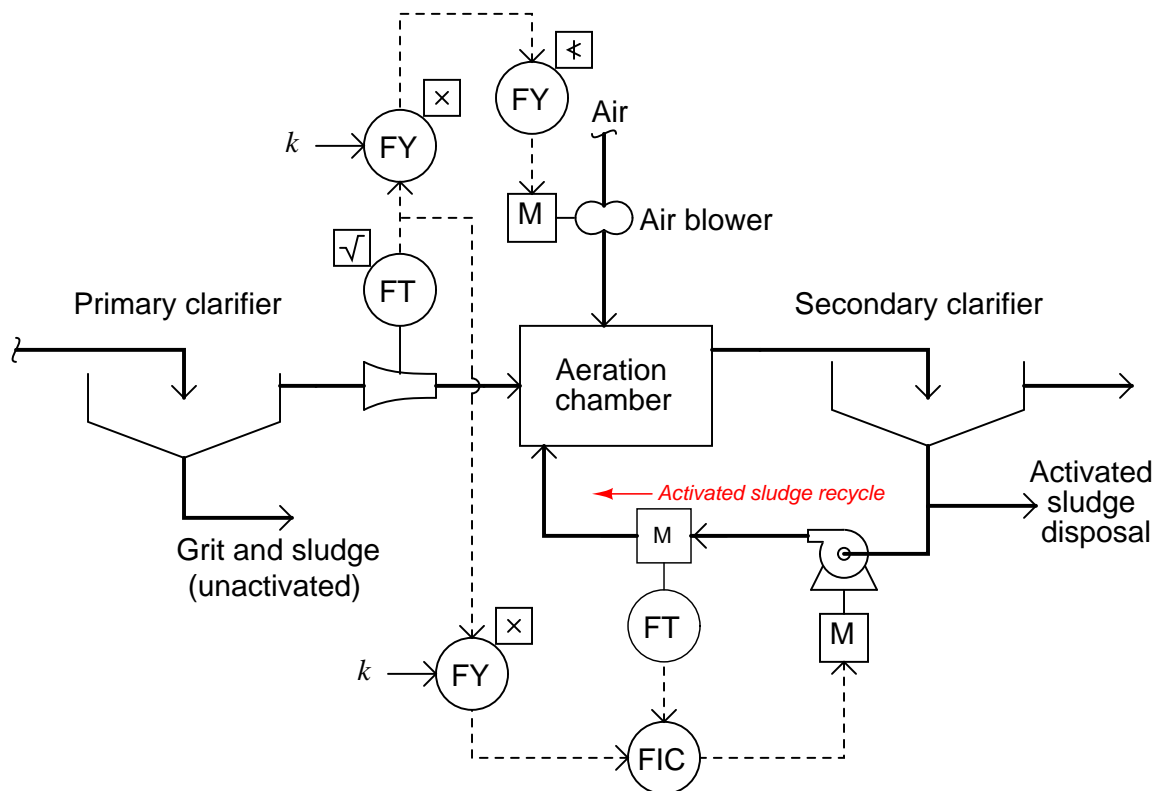 FY
×
FY
∢
k
Air
M
Air blower
√
FT
Primary clarifier
Secondary clarifier
Aeration
chamber
Activated sludge recycle
Activated
sludge
disposal
M
Grit and sludge
(unactivated)
×
FT
M
k
FY
FIC